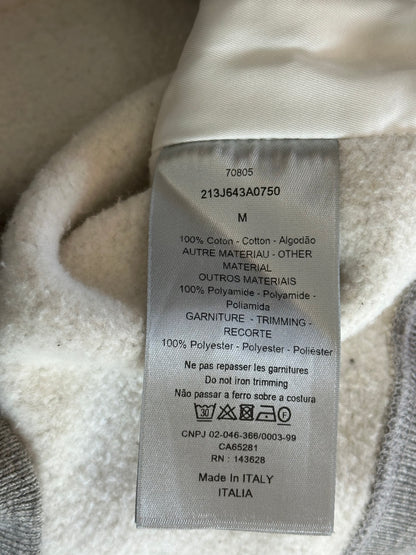 70805
213J643A0750
M
100% Coton - Cotton - Algodão
AUTRE MATERIAU - OTHER
MATERIAL
OUTROS MATERIAIS
100% Polyamide - Polyamide -
Poliamida
GARNITURE - TRIMMING -
RECORTE
100% Polyester - Polyester - Poliéster
Ne pas repasser les garnitures
Do not iron trimming
Não passar a ferro sobre a costura
30 F
CNPJ 02-046-366/0003-99
CA65281
RN : 143628
Made In ITALY
ITALIA